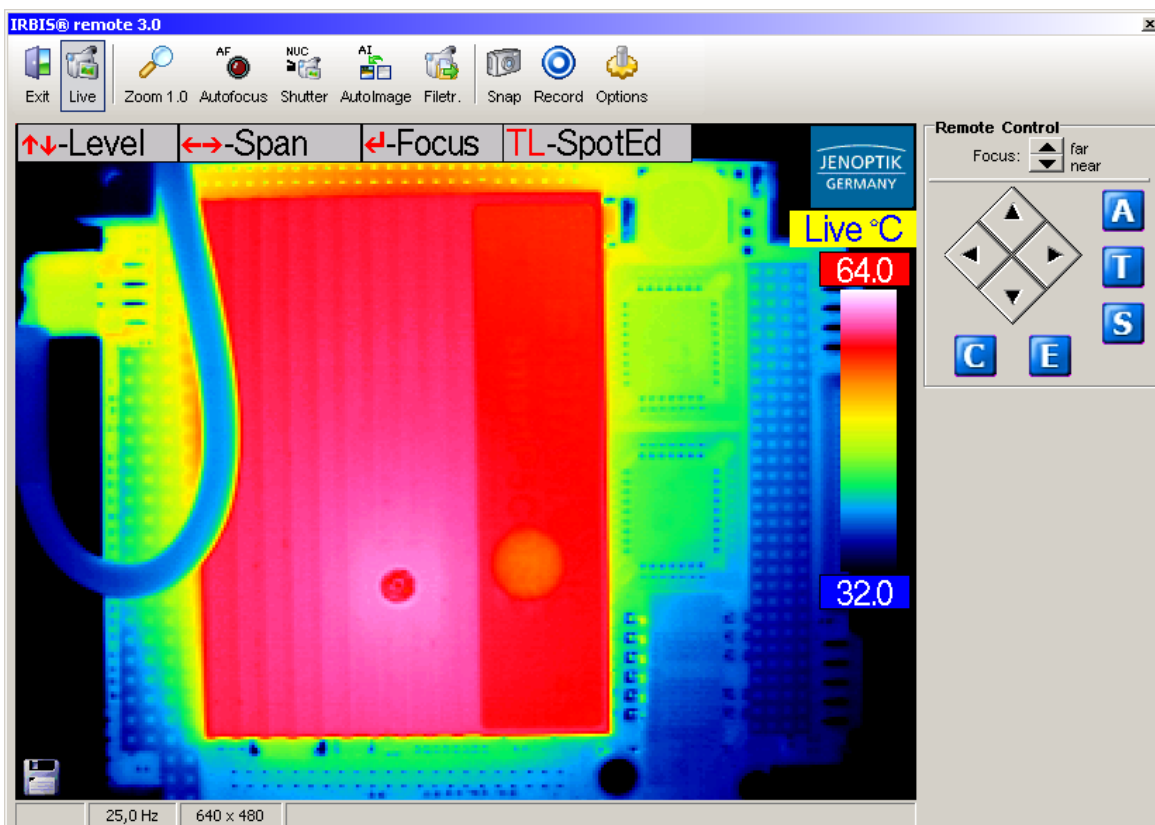 IRBIS® remote 3.0
AF NUC AI
Exit Live Zoom 1.0 Autofocus Shutter AutoImage Filetr. Snap Record Options
↑↓-Level ←→-Span ↲-Focus TL-SpotEd
JENOPTIK
GERMANY
Live °C
64.0
32.0
Remote Control
Focus: far
near
A
T
S
C E
25,0 Hz 640 x 480